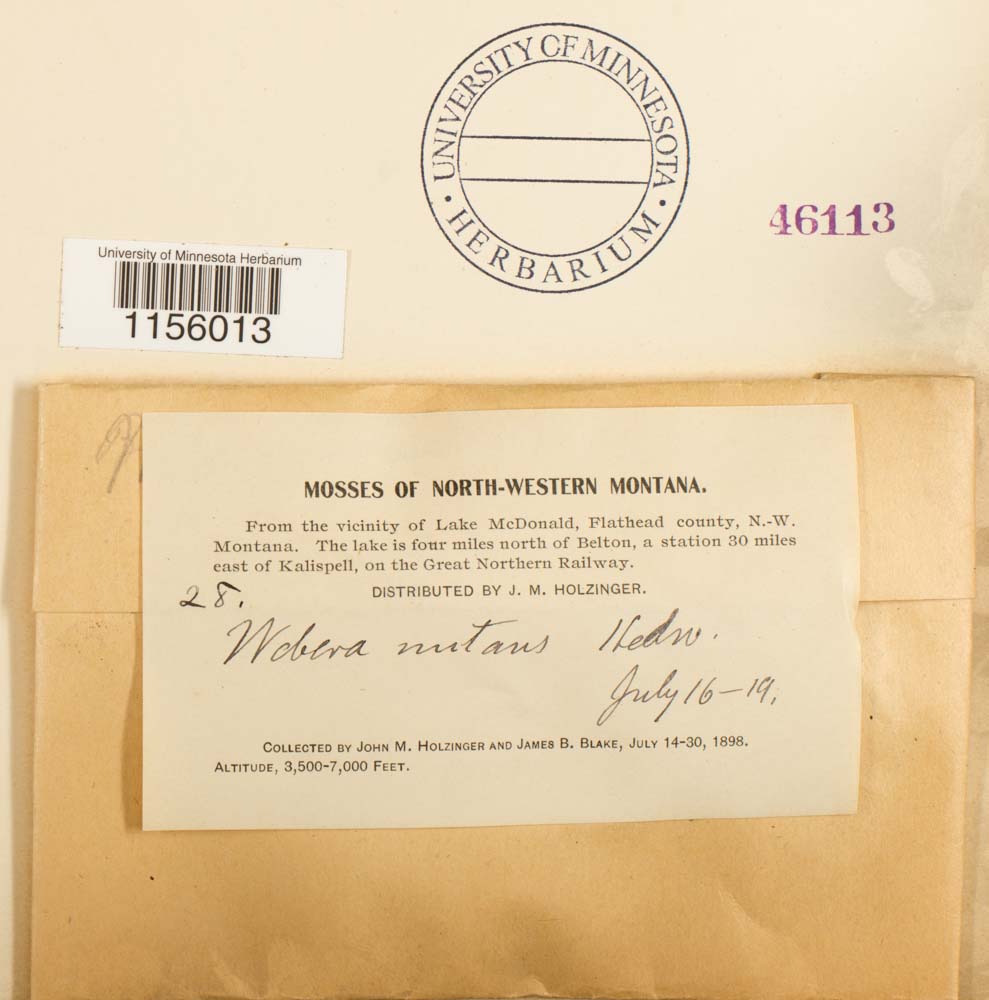 UNIVERSITY OF MINNESOTA
• HERBARIUM •
46113
University of Minnesota Herbarium
1156013
MOSSES OF NORTH-WESTERN MONTANA.
From the vicinity of Lake McDonald, Flathead county, N.-W.
Montana. The lake is four miles north of Belton, a station 30 miles
east of Kalispell, on the Great Northern Railway.
DISTRIBUTED BY J. M. HOLZINGER.
28.
Webera nutans Hedw.
July 16-19.
COLLECTED BY JOHN M. HOLZINGER AND JAMES B. BLAKE, JULY 14-30, 1898.
ALTITUDE, 3,500-7,000 FEET.